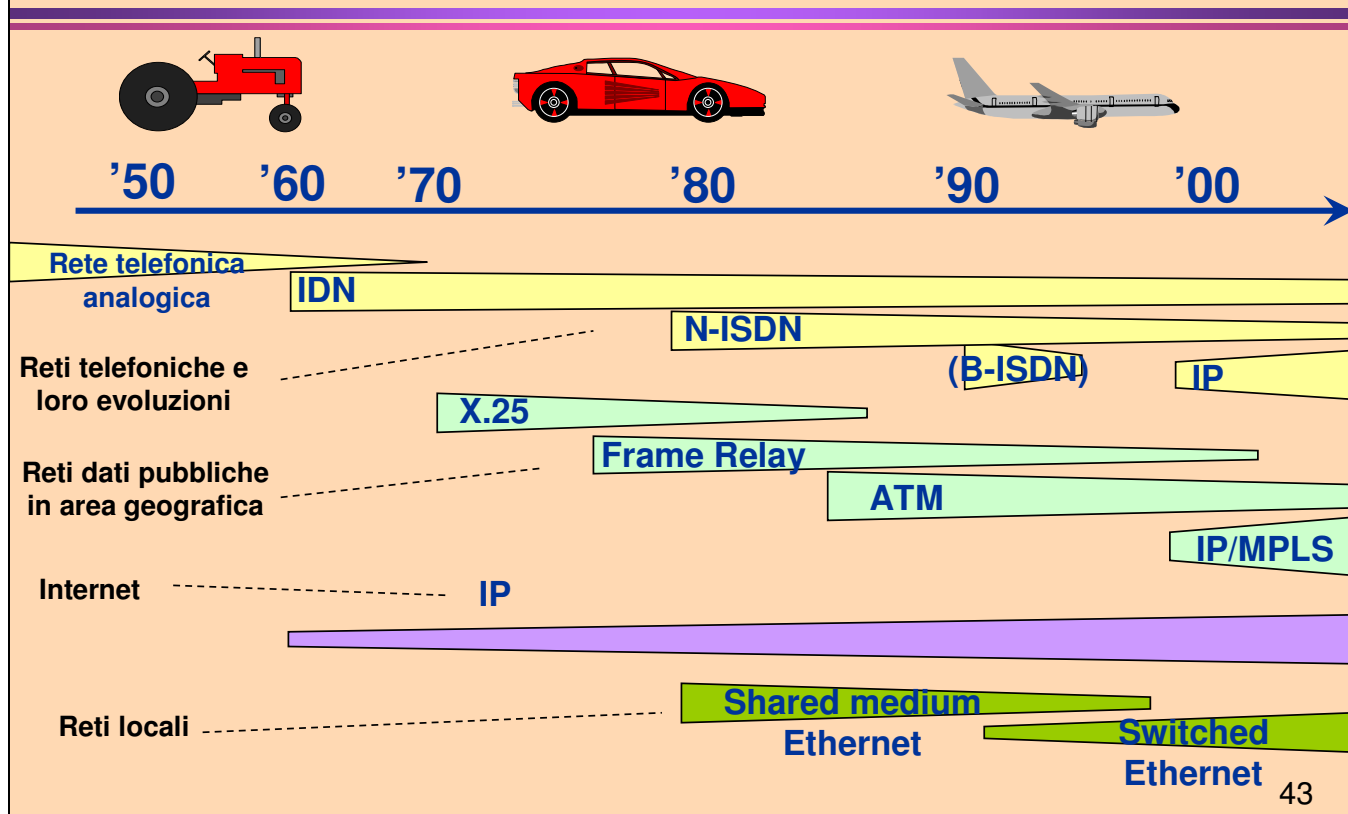 ’50 ’60 ’70 ’80 ’90 ’00
Rete telefonica
analogica
IDN
N-ISDN
(B-ISDN)
IP
Reti telefoniche e
loro evoluzioni
X.25
Frame Relay
Reti dati pubbliche
in area geografica
ATM
IP/MPLS
Internet
IP
Reti locali
Shared medium
Ethernet
Switched
Ethernet
43